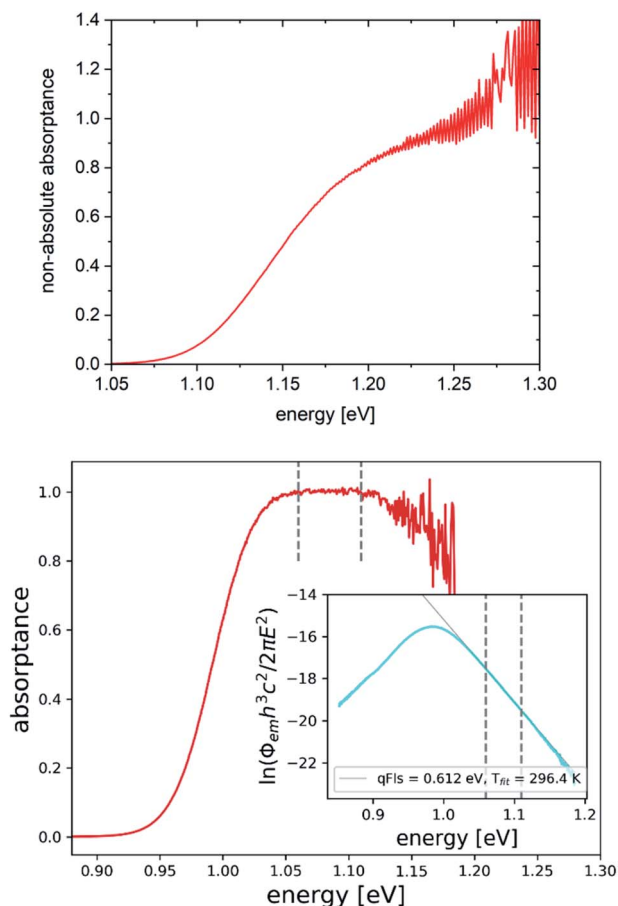 1.4
1.2
1.0
0.8
0.6
0.4
0.2
0.0
non-absolute absorptance
1.05 1.10 1.15 1.20 1.25 1.30
energy [eV]
1.0
0.8
0.6
0.4
0.2
0.0
absorptance
−14
−16
−18
−20
−22
ln(Φem h³c²/2πE²)
qFls = 0.612 eV, Tfit = 296.4 K
0.9 1.0 1.1 1.2
energy [eV]
0.90 0.95 1.00 1.05 1.10 1.15 1.20 1.25 1.30
energy [eV]